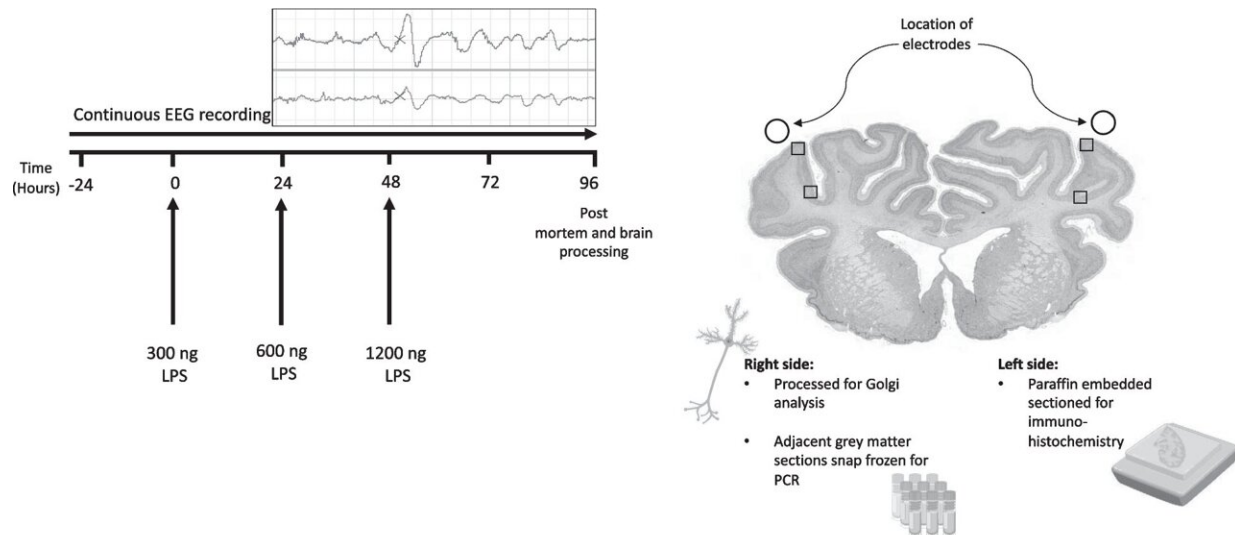 Continuous EEG recording
Time
(Hours)
-24
0
24
48
72
96
Post
mortem and brain
processing
300 ng
LPS
600 ng
LPS
1200 ng
LPS
Location of
electrodes
Right side:
• Processed for Golgi
analysis
• Adjacent grey matter
sections snap frozen for
PCR
Left side:
• Paraffin embedded
sectioned for
immuno-
histochemistry